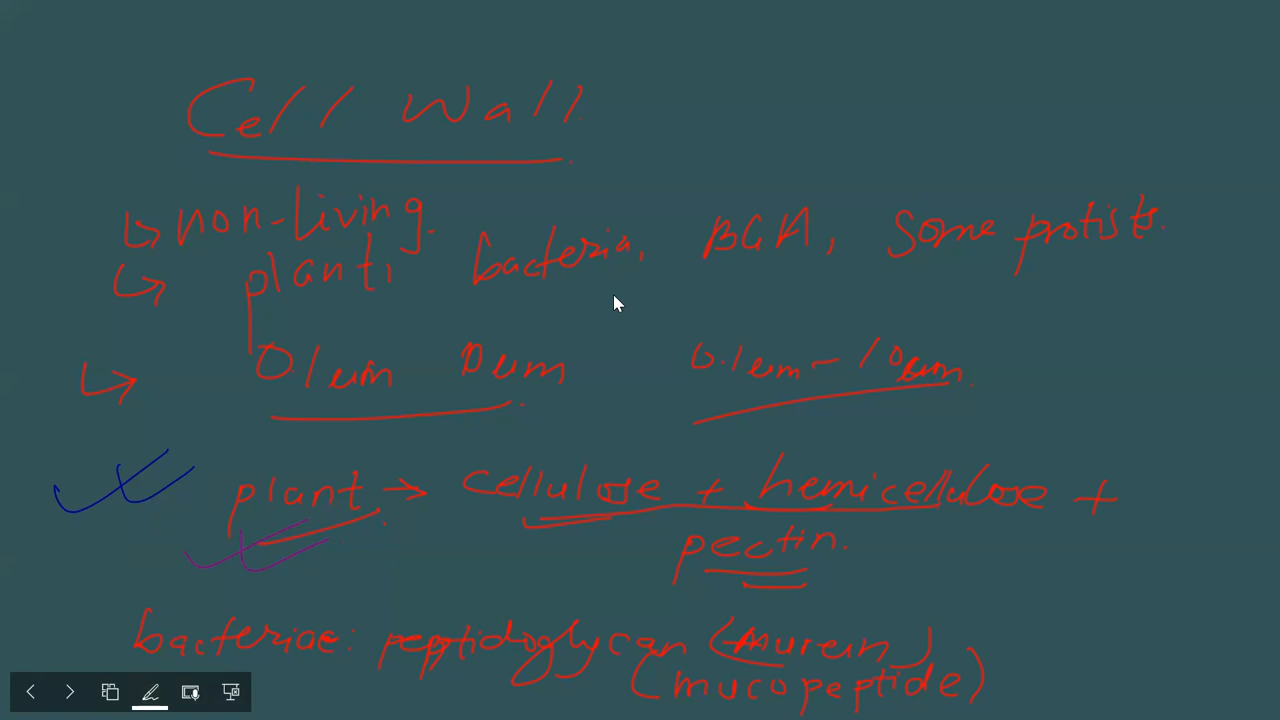 Cell Wall
non-living.
plant, bacteria, BGA, Some protists.
0.1um 10um 0.1um - 10um
plant → cellulose + hemicellulose +
pectin.
bacteriae: peptidoglycan (murein)
(mucopeptide)